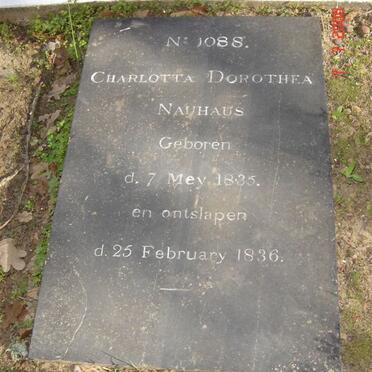 No 1088.
CHARLOTTA DOROTHEA
NAUHAUS
Geboren
d. 7 Mey 1835.
en ontslapen
d. 25 February 1836.